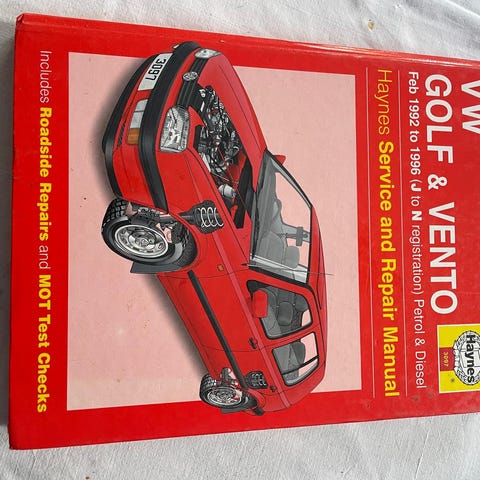 VW
GOLF & VENTO
Feb 1992 to 1996 (J to N registration) Petrol & Diesel
Haynes Service and Repair Manual
Haynes
3097
3097
Includes Roadside Repairs and MOT Test Checks